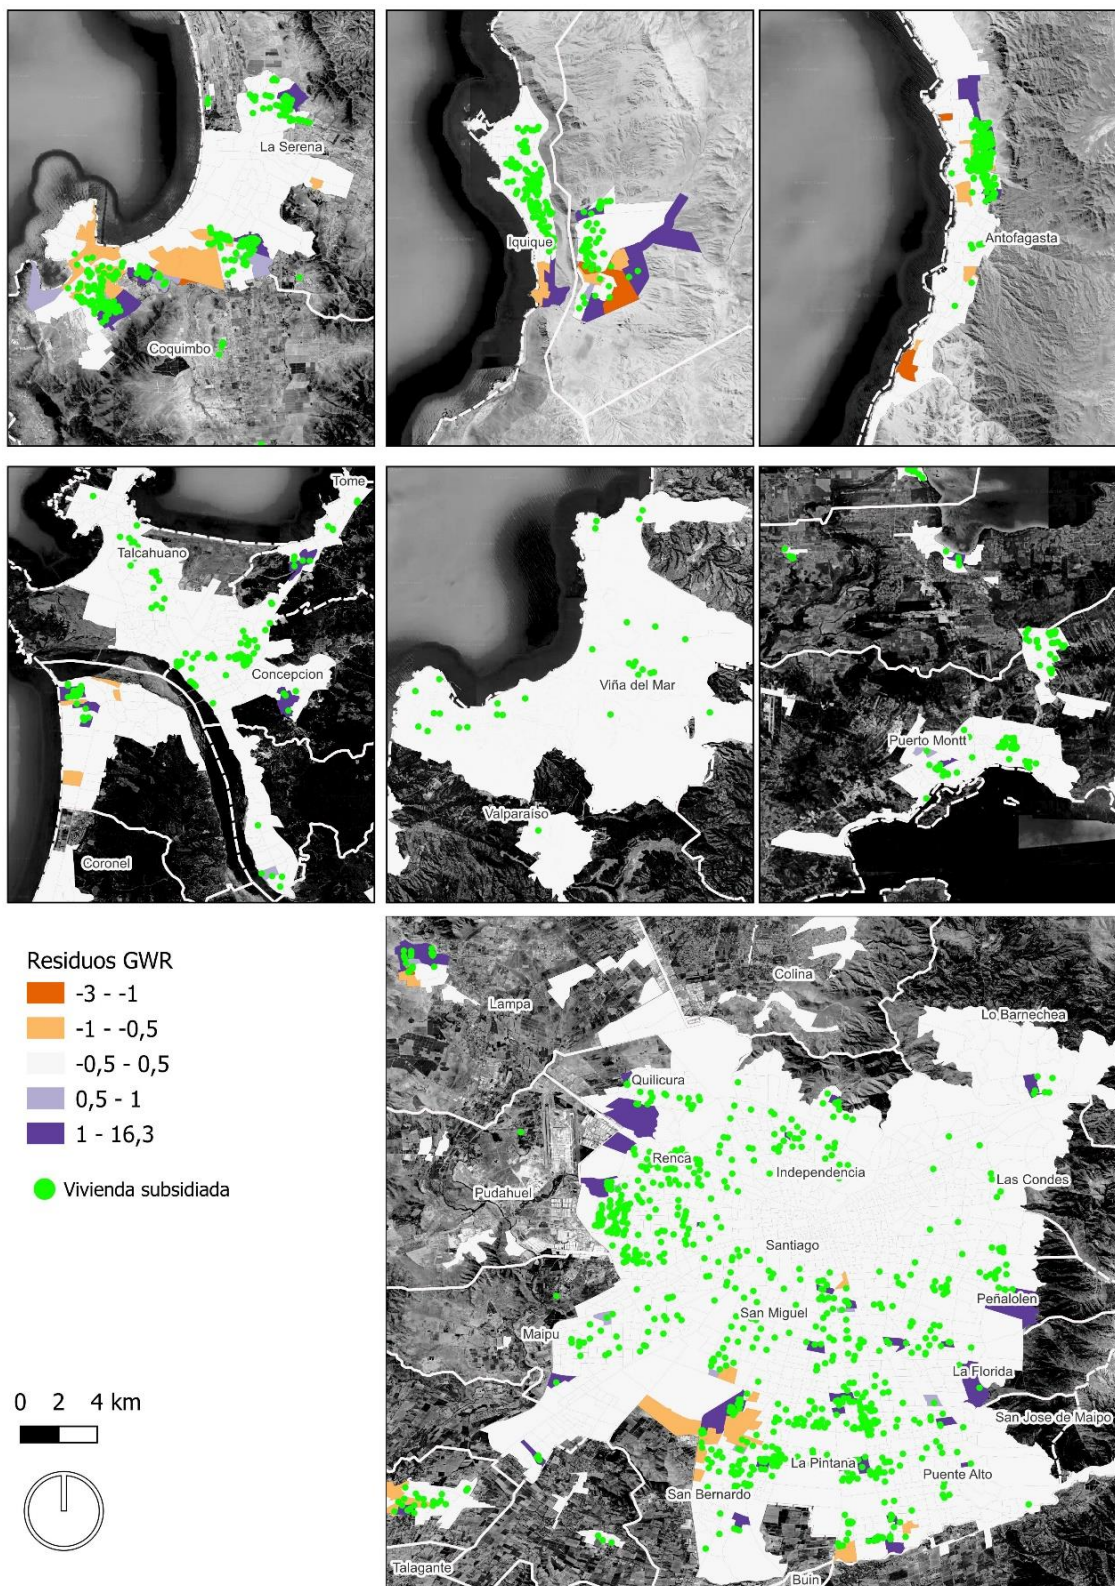 La Serena
Coquimbo
Iquique
Antofagasta
Tome
Talcahuano
Concepcion
Coronel
Viña del Mar
Valparaíso
Puerto Montt
Residuos GWR
-3 - -1
-1 - -0,5
-0,5 - 0,5
0,5 - 1
1 - 16,3
Vivienda subsidiada
0 2 4 km
Colina
Lampa
Lo Barnechea
Quilicura
Renca
Independencia
Las Condes
Pudahuel
Santiago
Peñalolen
San Miguel
Maipu
La Florida
San Jose de Maipo
La Pintana
Puente Alto
San Bernardo
Talagante
Buin